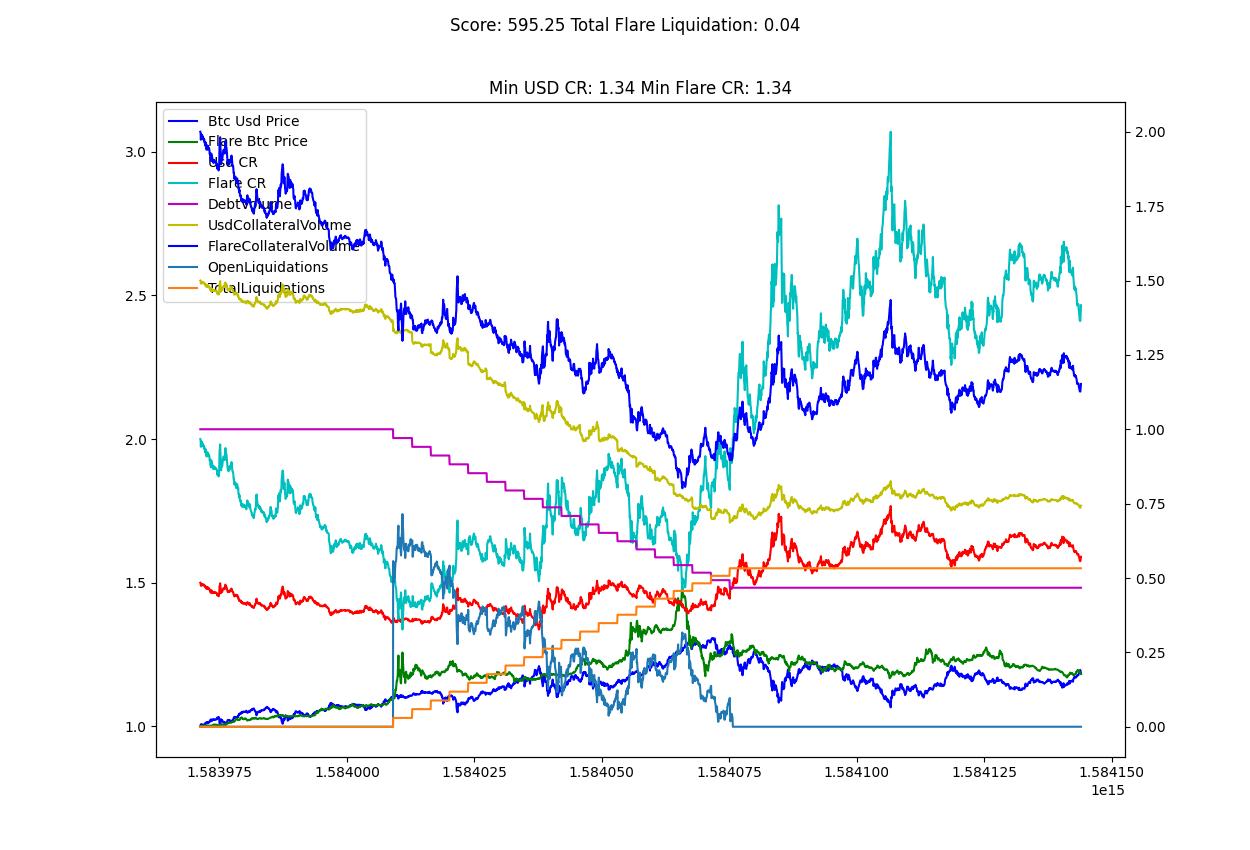 Score: 595.25 Total Flare Liquidation: 0.04
Min USD CR: 1.34 Min Flare CR: 1.34
Btc Usd Price
Flare Btc Price
Usd CR
Flare CR
DebtVolume
UsdCollateralVolume
FlareCollateralVolume
OpenLiquidations
TotalLiquidations
3.0
2.5
2.0
1.5
1.0
2.00
1.75
1.50
1.25
1.00
0.75
0.50
0.25
0.00
1.583975
1.584000
1.584025
1.584050
1.584075
1.584100
1.584125
1.584150
1e15